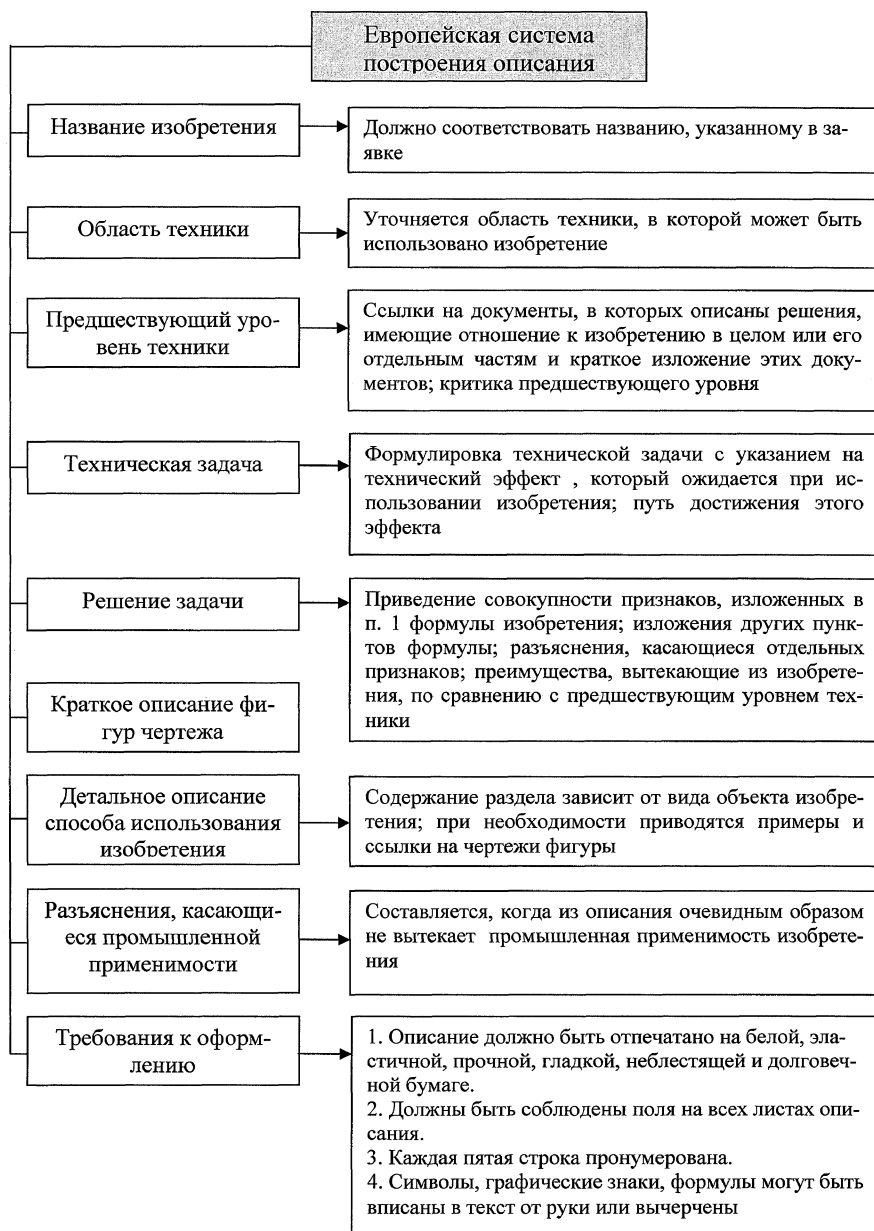 Европейская система
построения описания
Название изобретения
Должно соответствовать названию, указанному в за-
явке
Область техники
Уточняется область техники, в которой может быть
использовано изобретение
Предшествующий уро-
вень техники
Ссылки на документы, в которых описаны решения,
имеющие отношение к изобретению в целом или его
отдельным частям и краткое изложение этих доку-
ментов; критика предшествующего уровня
Техническая задача
Формулировка технической задачи с указанием на
технический эффект , который ожидается при ис-
пользовании изобретения; путь достижения этого
эффекта
Решение задачи
Приведение совокупности признаков, изложенных в
п. 1 формулы изобретения; изложения других пунк-
тов формулы; разъяснения, касающиеся отдельных
признаков; преимущества, вытекающие из изобрете-
ния, по сравнению с предшествующим уровнем тех-
ники
Краткое описание фи-
гур чертежа
Детальное описание
способа использования
изобретения
Содержание раздела зависит от вида объекта изобре-
тения; при необходимости приводятся примеры и
ссылки на чертежи фигуры
Разъяснения, касающи-
еся промышленной
применимости
Составляется, когда из описания очевидным образом
не вытекает промышленная применимость изобрете-
ния
Требования к оформ-
лению
1. Описание должно быть отпечатано на белой, эла-
стичной, прочной, гладкой, неблестящей и долговеч-
ной бумаге.
2. Должны быть соблюдены поля на всех листах опи-
сания.
3. Каждая пятая строка пронумерована.
4. Символы, графические знаки, формулы могут быть
вписаны в текст от руки или вычерчены